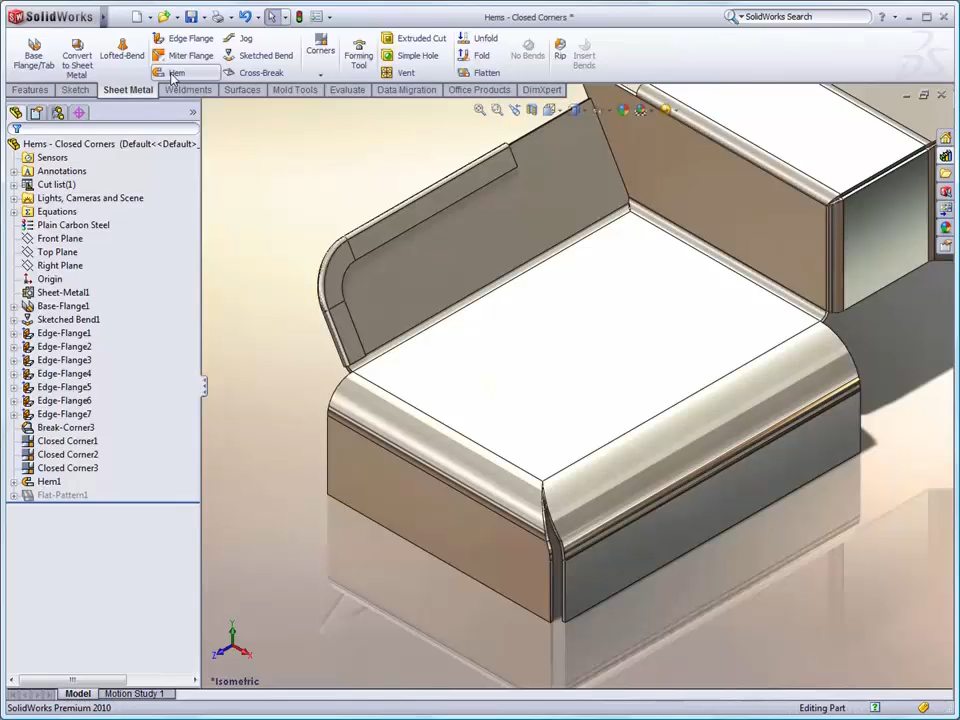 SolidWorks
Hems - Closed Corners *
SolidWorks Search
Base
Flange/Tab
Convert
to Sheet
Metal
Lofted-Bend
Edge Flange
Miter Flange
Hem
Jog
Sketched Bend
Cross-Break
Corners
Forming
Tool
Extruded Cut
Simple Hole
Vent
Unfold
Fold
Flatten
No Bends
Rip
Insert
Bends
Features
Sketch
Sheet Metal
Weldments
Surfaces
Mold Tools
Evaluate
Data Migration
Office Products
DimXpert
Hems - Closed Corners (Default<<Default>_
Sensors
Annotations
Cut list(1)
Lights, Cameras and Scene
Equations
Plain Carbon Steel
Front Plane
Top Plane
Right Plane
Origin
Sheet-Metal1
Base-Flange1
Sketched Bend1
Edge-Flange1
Edge-Flange2
Edge-Flange3
Edge-Flange4
Edge-Flange5
Edge-Flange6
Edge-Flange7
Break-Corner3
Closed Corner1
Closed Corner2
Closed Corner3
Hem1
Flat-Pattern1
Y
Z
X
*Isometric
Model
Motion Study 1
SolidWorks Premium 2010
Editing Part